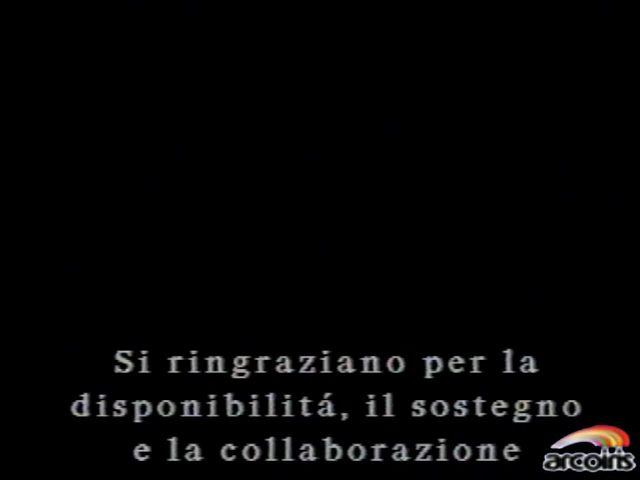 Si ringraziano per la
disponibilitá, il sostegno
e la collaborazione
arcoiris